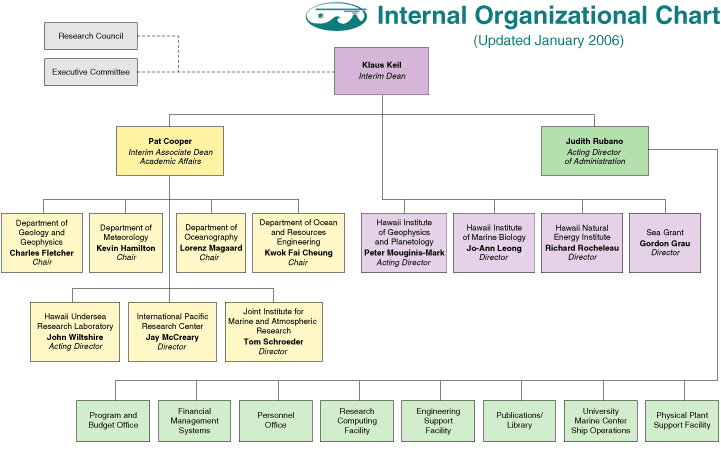 Internal Organizational Chart
(Updated January 2006)
Research Council
Executive Committee
Klaus Keil
Interim Dean
Pat Cooper
Interim Associate Dean
Academic Affairs
Judith Rubano
Acting Director
of Administration
Department of
Geology and
Geophysics
Charles Fletcher
Chair
Department of
Meteorology
Kevin Hamilton
Chair
Department of
Oceanography
Lorenz Magaard
Chair
Department of Ocean
and Resources
Engineering
Kwok Fai Cheung
Chair
Hawaii Institute
of Geophysics
and Planetology
Peter Mouginis-Mark
Acting Director
Hawaii Institute
of Marine Biology
Jo-Ann Leong
Director
Hawaii Natural
Energy Institute
Richard Rocheleau
Director
Sea Grant
Gordon Grau
Director
Hawaii Undersea
Research Laboratory
John Wiltshire
Acting Director
International Pacific
Research Center
Jay McCreary
Director
Joint Institute for
Marine and Atmospheric
Research
Tom Schroeder
Director
Program and
Budget Office
Financial
Management
Systems
Personnel
Office
Research
Computing
Facility
Engineering
Support
Facility
Publications/
Library
University
Marine Center
Ship Operations
Physical Plant
Support Facility